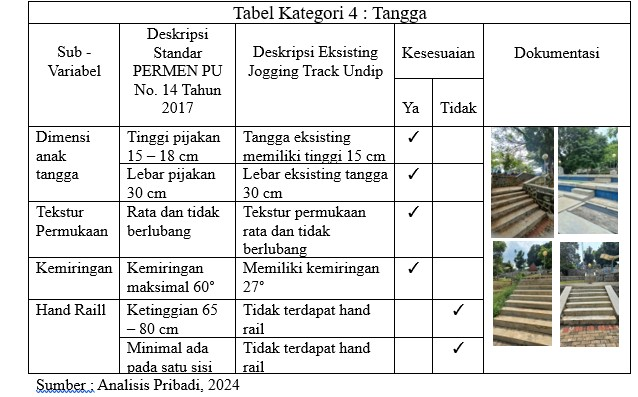 Tabel Kategori 4 : Tangga
Sub -
Variabel
Deskripsi
Standar
PERMEN PU
No. 14 Tahun
2017
Deskripsi Eksisting
Jogging Track Undip
Kesesuaian
Dokumentasi
Ya
Tidak
Dimensi
anak
tangga
Tinggi pijakan
15 – 18 cm
Tangga eksisting
memiliki tinggi 15 cm
✓
Lebar pijakan
30 cm
Lebar eksisting tangga
30 cm
✓
Tekstur
Permukaan
Rata dan tidak
berlubang
Tekstur permukaan
rata dan tidak
berlubang
✓
Kemiringan
Kemiringan
maksimal 60°
Memiliki kemiringan
27°
✓
Hand Raill
Ketinggian 65
– 80 cm
Tidak terdapat hand
rail
✓
Minimal ada
pada satu sisi
Tidak terdapat hand
rail
✓
Sumber : Analisis Pribadi, 2024